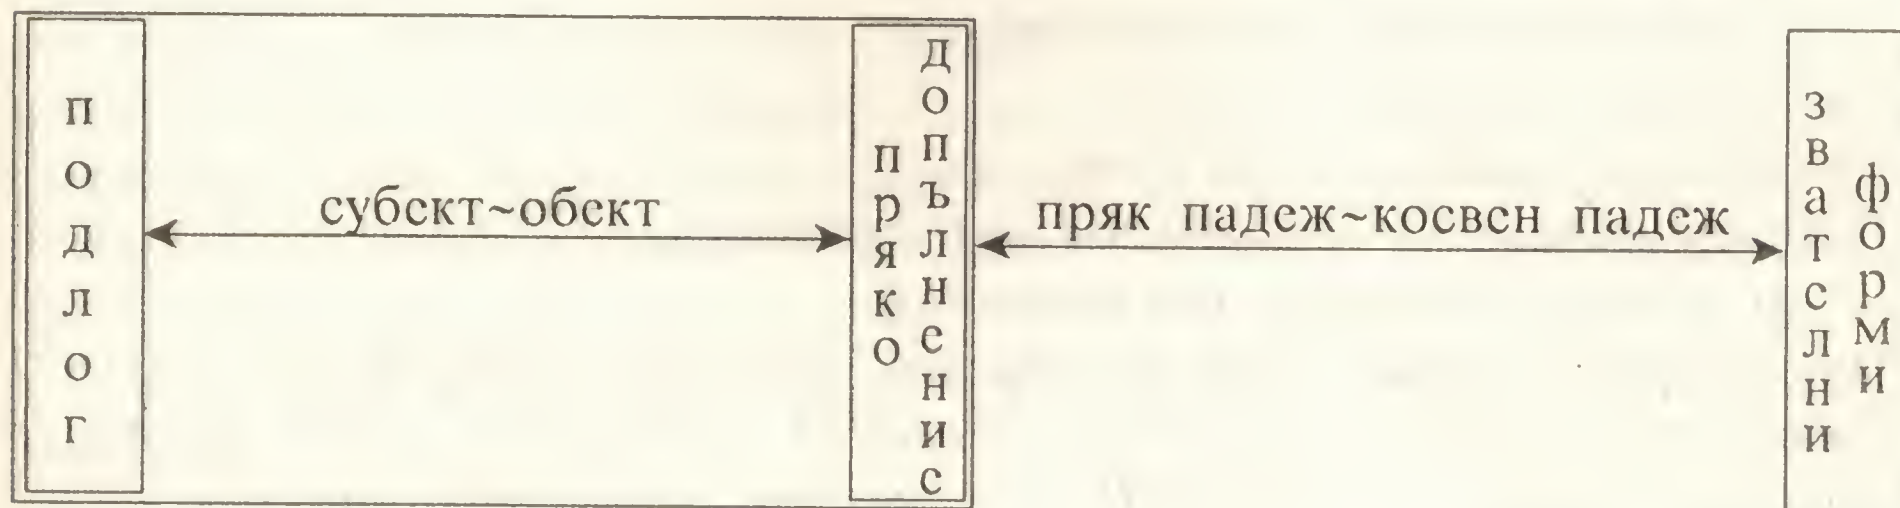 подлог
субект~обект
пряко
допълнение
пряк падеж~косвен падеж
звателни
форми